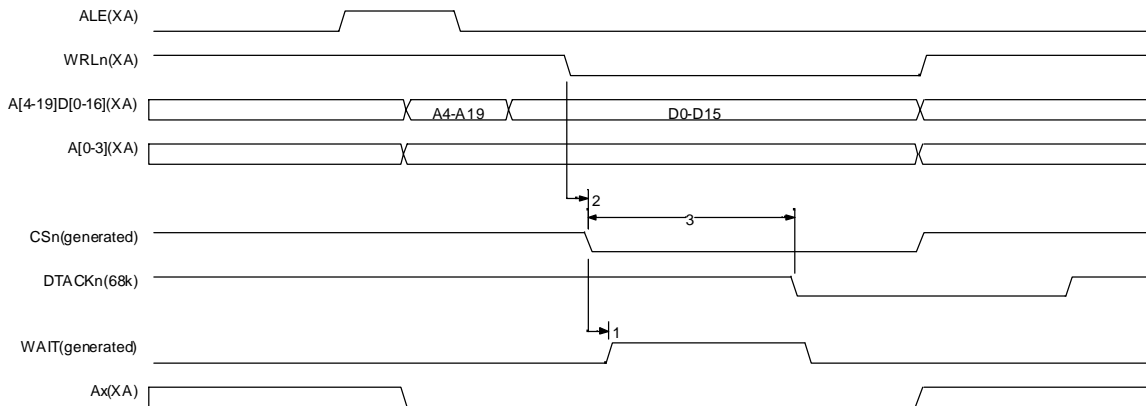 ALE(XA)
WRLn(XA)
A[4-19]D[0-16](XA)
A4-A19
D0-D15
A[0-3](XA)
2
3
CSn(generated)
DTACKn(68k)
1
WAIT(generated)
Ax(XA)